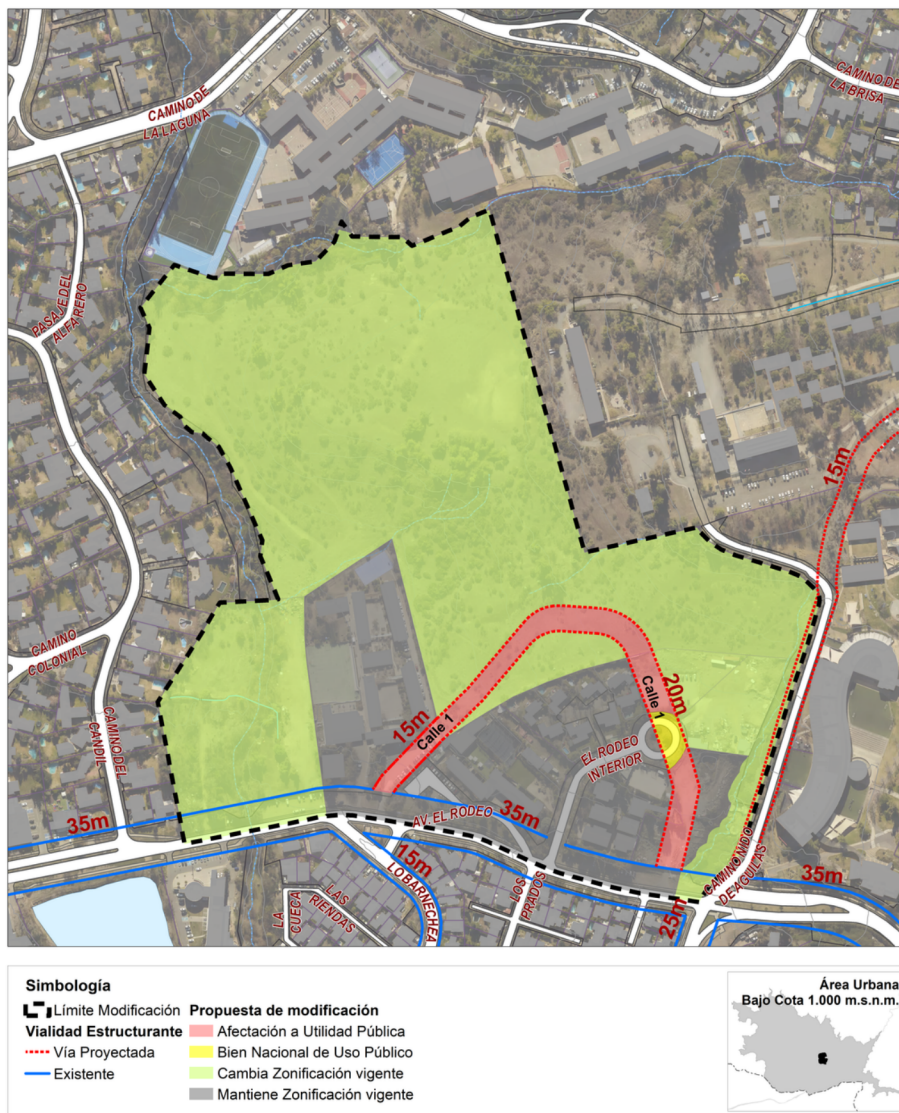 CAMINO DE
LA LAGUNA
CAMINO DE
LA BRISA
PASAJE DEL
ALFARERO
15m
CAMINO
COLONIAL
CAMINO DEL
CANDIL
15m
Calle 1
20m
Calle 1
EL RODEO
INTERIOR
35m
35m
AV. EL RODEO
15m
LO BARNECHEA
LOS
PRADOS
LA
CUECA
LAS
RIENDAS
CAMINO NIDO
DE AGUILAS
25m
35m
Simbología
Límite Modificación
Vialidad Estructurante
Vía Proyectada
Existente
Propuesta de modificación
Afectación a Utilidad Pública
Bien Nacional de Uso Público
Cambia Zonificación vigente
Mantiene Zonificación vigente
Área Urbana
Bajo Cota 1.000 m.s.n.m.